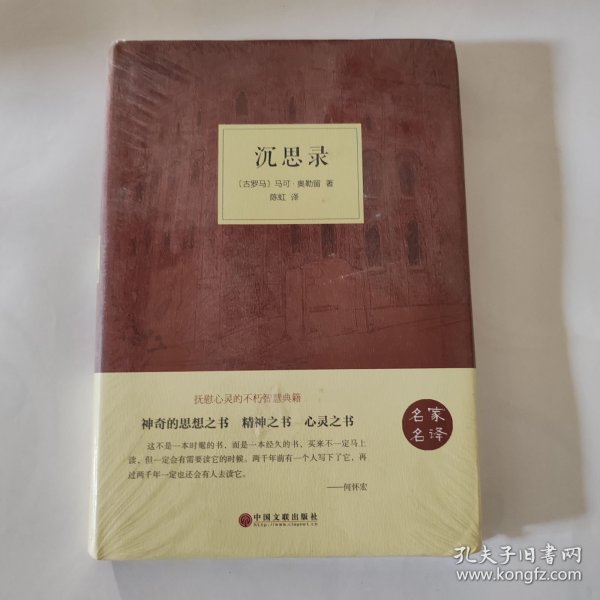 沉思录
〔古罗马〕马可·奥勒留 著
陈虹 译
抚慰心灵的不朽智慧典籍
神奇的思想之书 精神之书 心灵之书
这不是一本时髦的书，而是一本经久的书，买来不一定马上
读，但一定会有需要读它的时候。两千年前有一个人写下了它，再
过两千年一定也还会有人去读它。
——何怀宏
名家
名译
中国文联出版社
http://www.clapnet.cn
孔夫子旧书网
www.kongfz.com